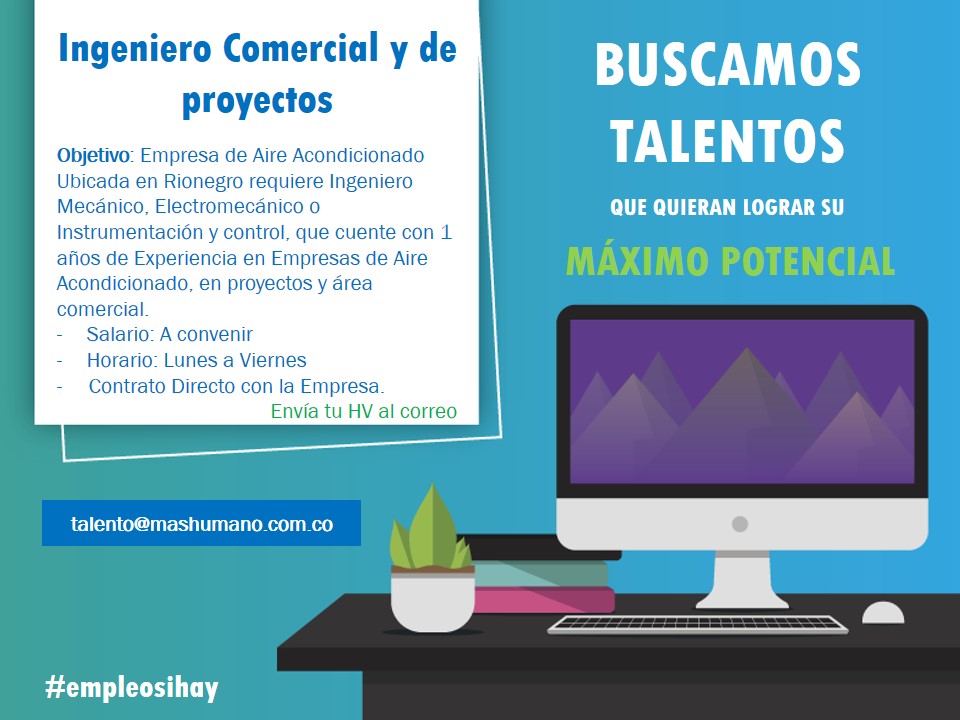 Ingeniero Comercial y de
proyectos
Objetivo: Empresa de Aire Acondicionado
Ubicada en Rionegro requiere Ingeniero
Mecánico, Electromecánico o
Instrumentación y control, que cuente con 1
años de Experiencia en Empresas de Aire
Acondicionado, en proyectos y área
comercial.
- Salario: A convenir
- Horario: Lunes a Viernes
- Contrato Directo con la Empresa.
Envía tu HV al correo
talento@mashumano.com.co
#empleosihay
BUSCAMOS
TALENTOS
QUE QUIERAN LOGRAR SU
MÁXIMO POTENCIAL